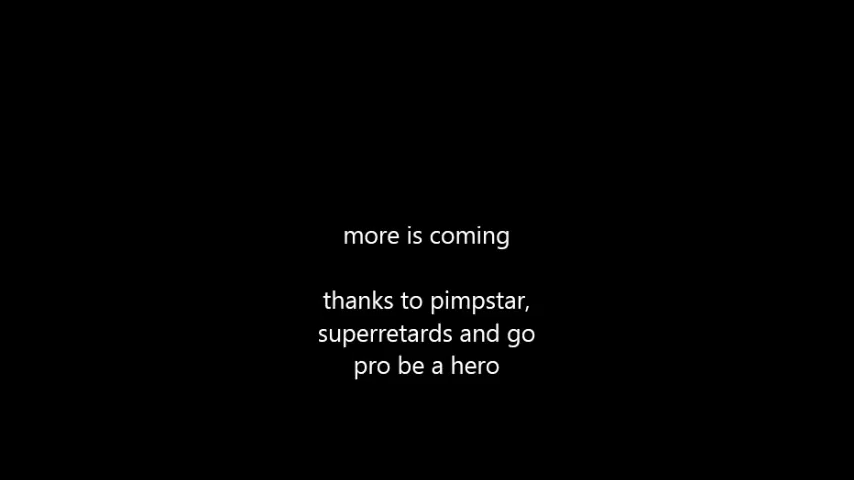 more is coming
thanks to pimpstar,
superretards and go
pro be a hero